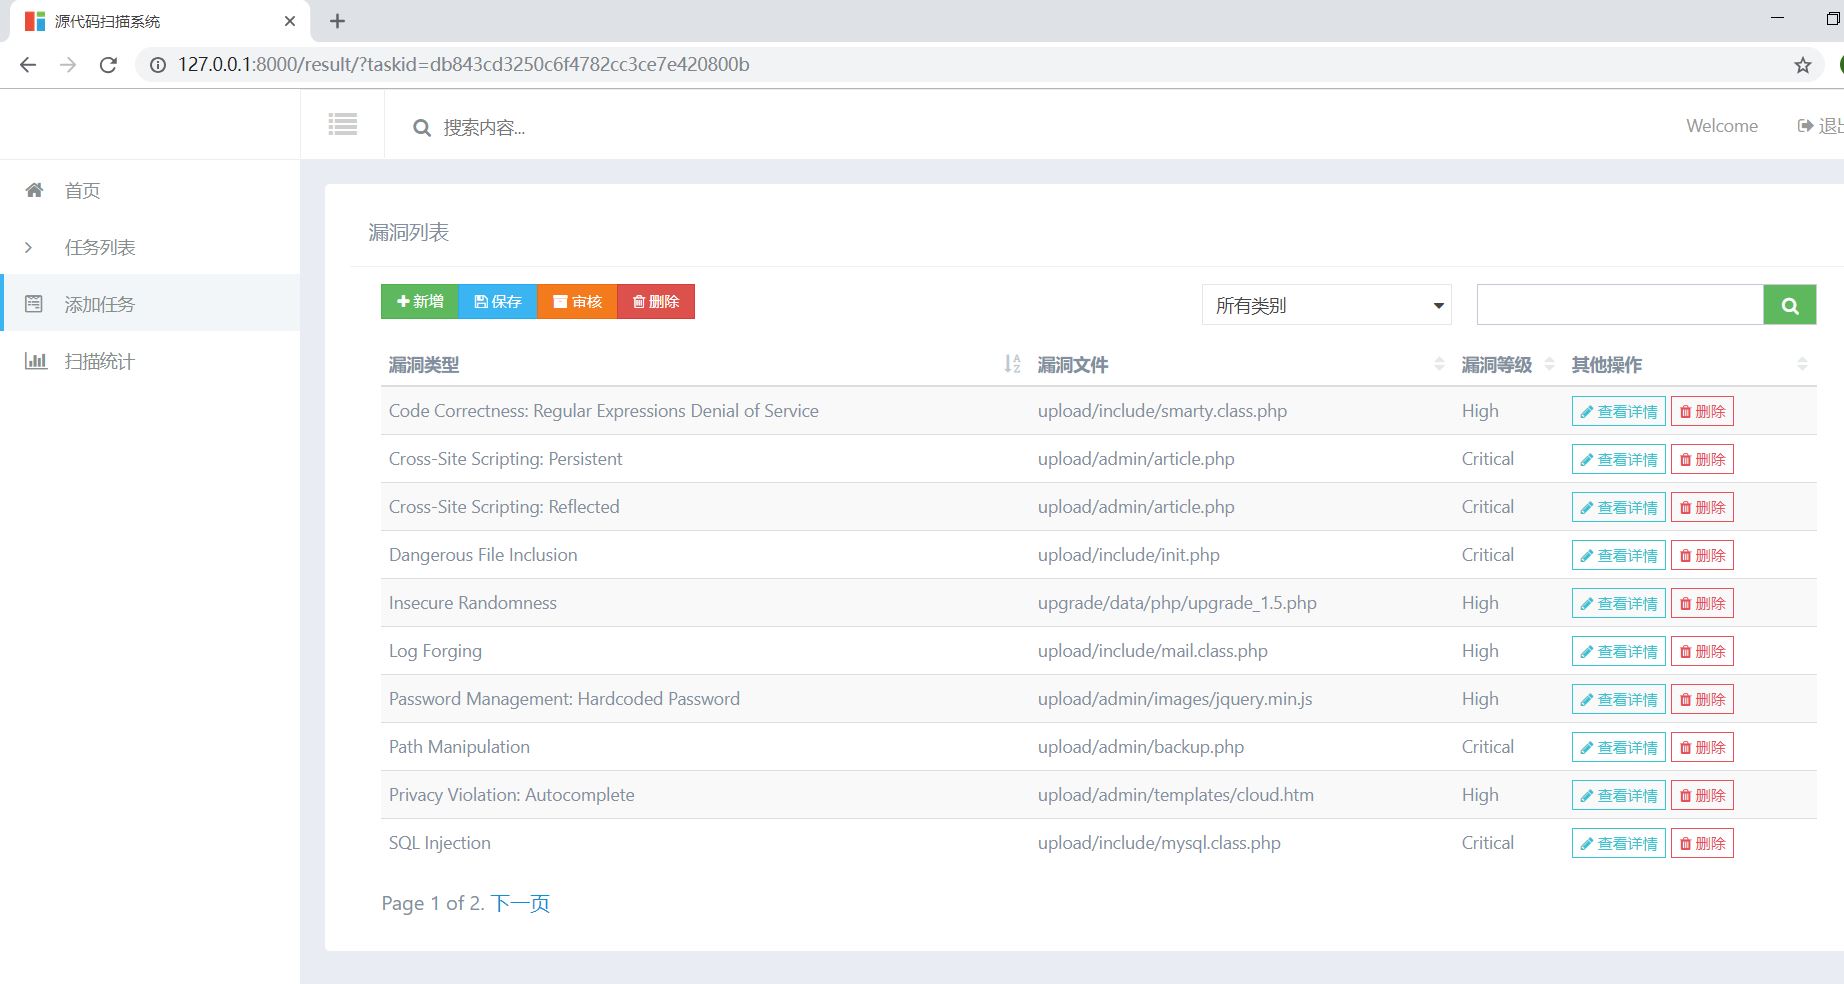 源代码扫描系统
127.0.0.1:8000/result/?taskid=db843cd3250c6f4782cc3ce7e420800b
搜索内容...
Welcome
首页
任务列表
添加任务
扫描统计
漏洞列表
新增 保存 审核 删除 所有类别
漏洞类型 漏洞文件 漏洞等级 其他操作
Code Correctness: Regular Expressions Denial of Service upload/include/smarty.class.php High 查看详情 删除
Cross-Site Scripting: Persistent upload/admin/article.php Critical 查看详情 删除
Cross-Site Scripting: Reflected upload/admin/article.php Critical 查看详情 删除
Dangerous File Inclusion upload/include/init.php Critical 查看详情 删除
Insecure Randomness upgrade/data/php/upgrade_1.5.php High 查看详情 删除
Log Forging upload/include/mail.class.php High 查看详情 删除
Password Management: Hardcoded Password upload/admin/images/jquery.min.js High 查看详情 删除
Path Manipulation upload/admin/backup.php Critical 查看详情 删除
Privacy Violation: Autocomplete upload/admin/templates/cloud.htm High 查看详情 删除
SQL Injection upload/include/mysql.class.php Critical 查看详情 删除
Page 1 of 2. 下一页